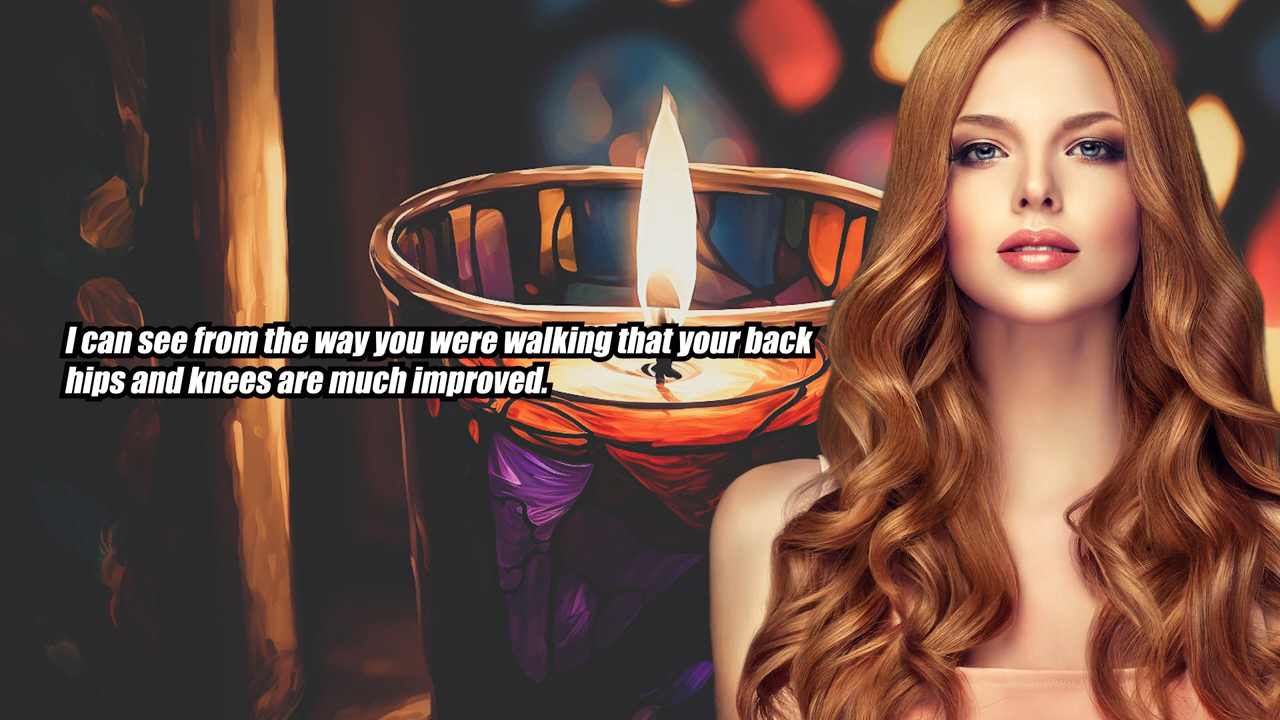 I can see from the way you were walking that your back
hips and knees are much improved.